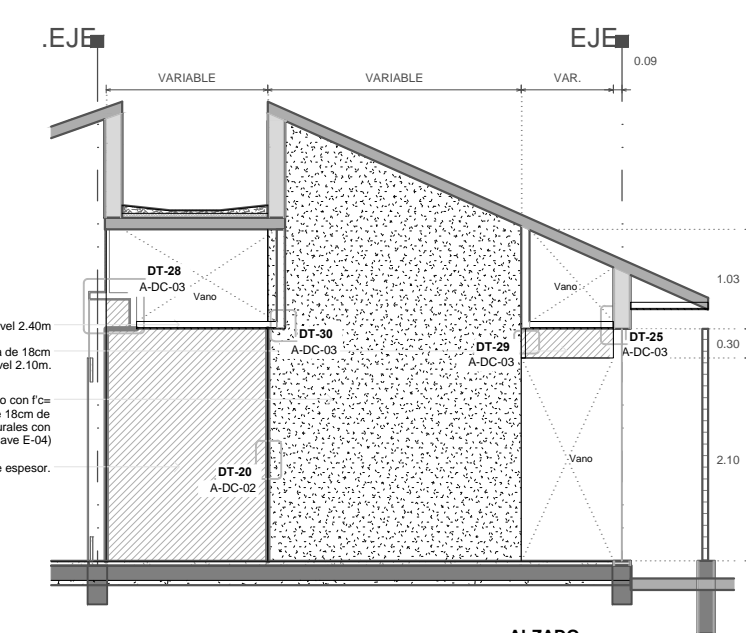 .EJE
EJE
0.09
VARIABLE
VARIABLE
VAR.
DT-28
A-DC-03
Vano
Vano
1.03
vel 2.40m
DT-30
A-DC-03
DT-29
A-DC-03
DT-25
A-DC-03
0.30
a de 18cm
vel 2.10m.
o con f'c=
e 18cm de
urales con
ave E-04)
Vano
2.10
e espesor.
DT-20
A-DC-02
ALZADO